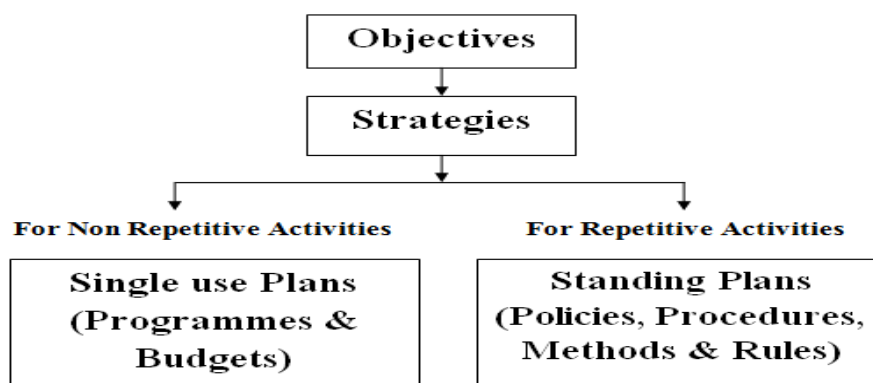 Objectives
Strategies
For Non Repetitive Activities
Single use Plans
(Programmes &
Budgets)
For Repetitive Activities
Standing Plans
(Policies, Procedures,
Methods & Rules)